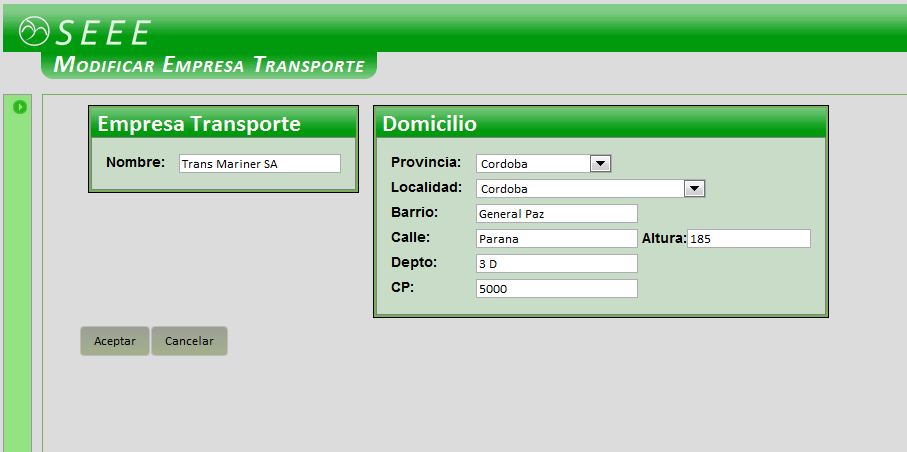 SEEE
MODIFICAR EMPRESA TRANSPORTE
Empresa Transporte
Nombre: Trans Mariner SA
Domicilio
Provincia: Cordoba
Localidad: Cordoba
Barrio: General Paz
Calle: Parana Altura: 185
Depto: 3 D
CP: 5000
Aceptar Cancelar